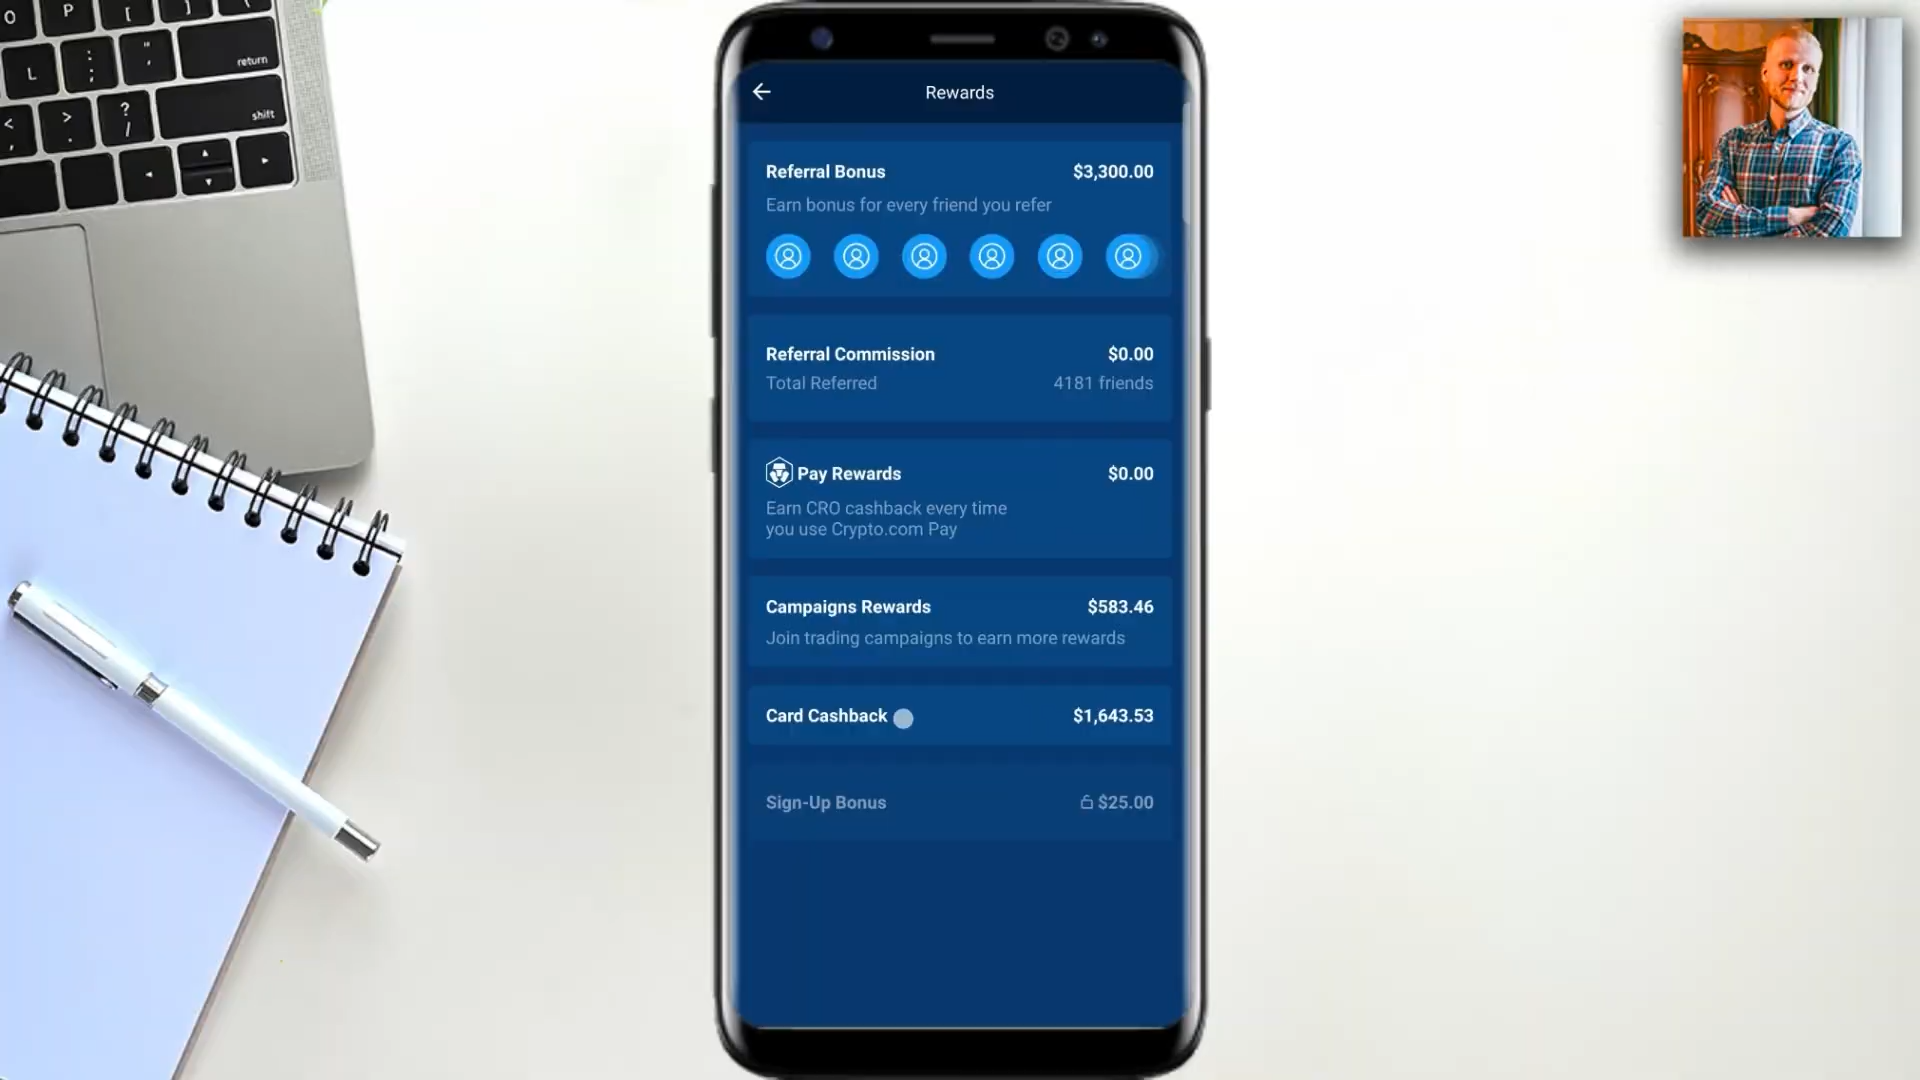 O P [
L : ; " ' return
< , > . ? / shift
Rewards
Referral Bonus $3,300.00
Earn bonus for every friend you refer
Referral Commission $0.00
Total Referred 4181 friends
Pay Rewards $0.00
Earn CRO cashback every time
you use Crypto.com Pay
Campaigns Rewards $583.46
Join trading campaigns to earn more rewards
Card Cashback $1,643.53
Sign-Up Bonus $25.00